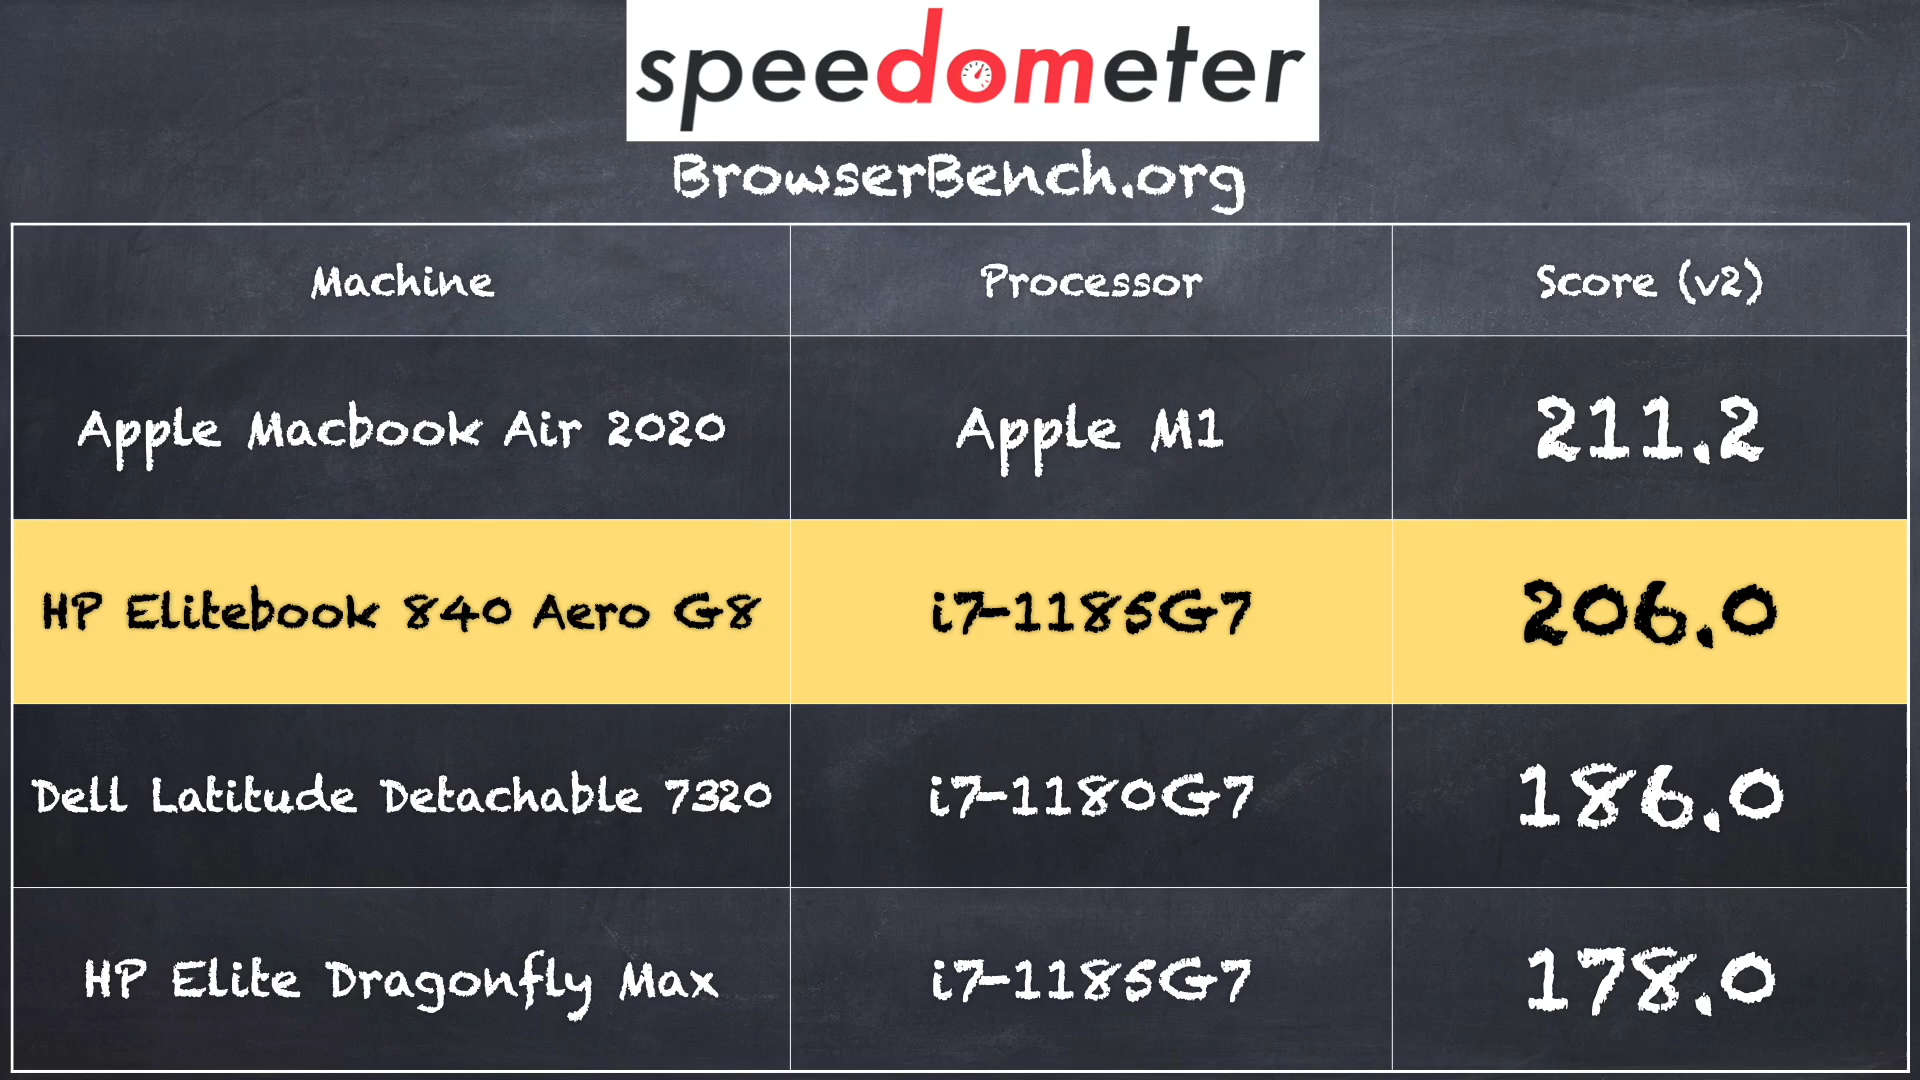 speedometer
BrowserBench.org
Machine Processor Score (v2)
Apple Macbook Air 2020 Apple M1 211.2
HP Elitebook 840 Aero G8 i7-1185G7 206.0
Dell Latitude Detachable 7320 i7-1180G7 186.0
HP Elite Dragonfly Max i7-1185G7 178.0